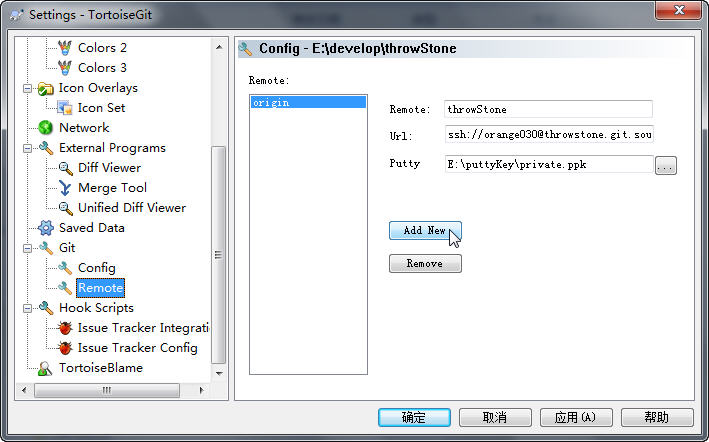 Settings - TortoiseGit
Colors 2
Colors 3
Icon Overlays
Icon Set
Network
External Programs
Diff Viewer
Merge Tool
Unified Diff Viewer
Saved Data
Git
Config
Remote
Hook Scripts
Issue Tracker Integratio
Issue Tracker Config
TortoiseBlame
Config - E:\develop\throwStone
Remote:
origin
Remote: throwStone
Url: ssh://orange030@throwstone.git.sou
Putty E:\puttyKey\private.ppk ...
Add New
Remove
确定 取消 应用(A) 帮助